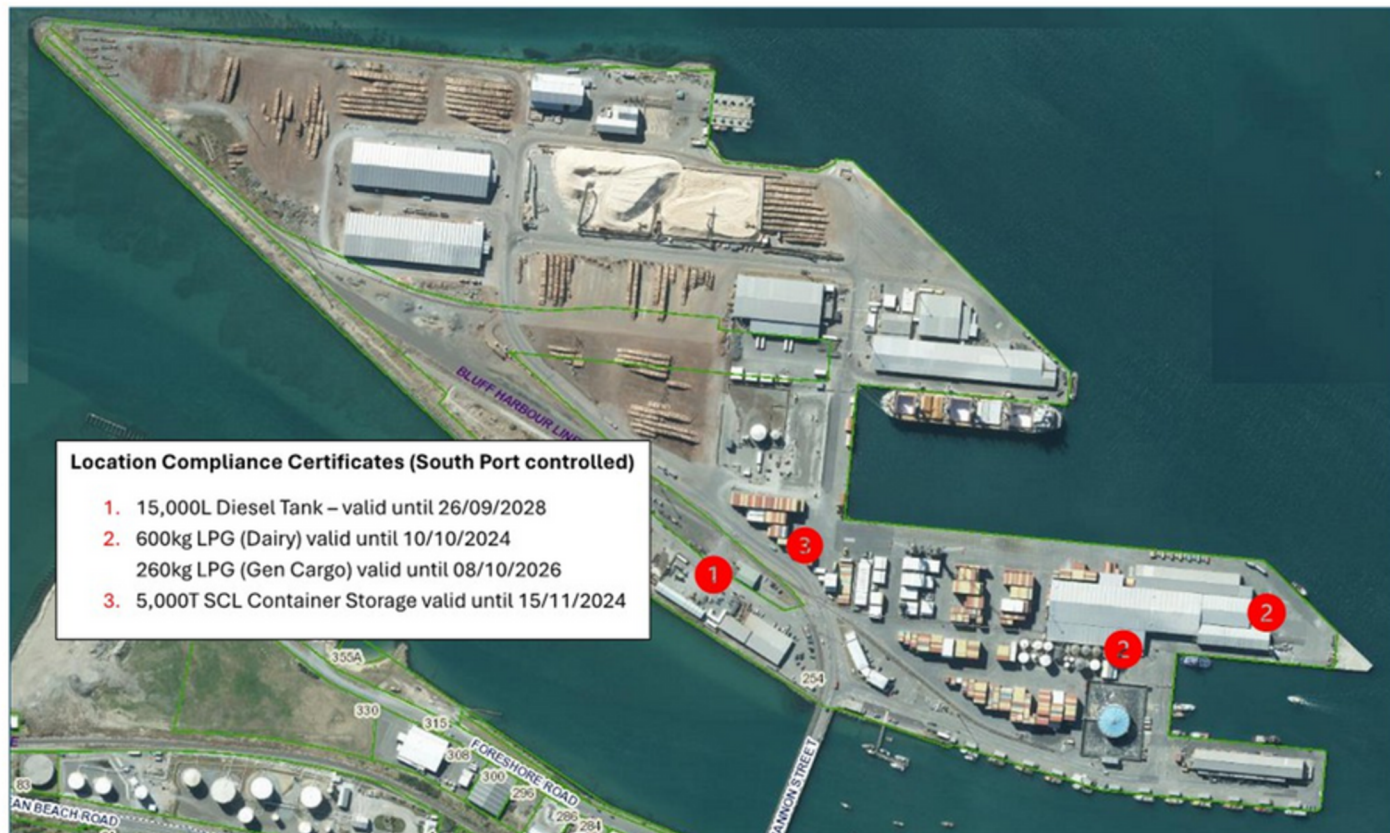 BLUFF HARBOUR LINE
Location Compliance Certificates (South Port controlled)
1. 15,000L Diesel Tank – valid until 26/09/2028
2. 600kg LPG (Dairy) valid until 10/10/2024
260kg LPG (Gen Cargo) valid until 08/10/2026
3. 5,000T SCL Container Storage valid until 15/11/2024
3
1
2
2
355A
254
330
315
308
FORESHORE ROAD
300
296
286
284
83
AN BEACH ROAD
ANNON STREET